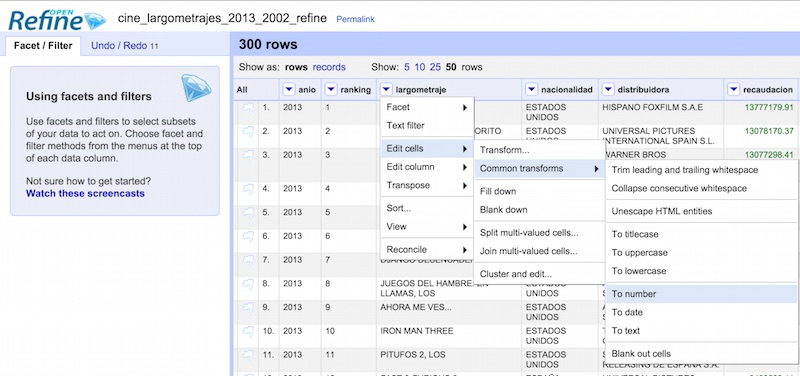 OPEN
Refine
cine_largometrajes_2013_2002_refine Permalink
Facet / Filter Undo / Redo 11
Using facets and filters
Use facets and filters to select subsets
of your data to act on. Choose facet and
filter methods from the menus at the top
of each data column.
Not sure how to get started?
Watch these screencasts
300 rows
Show as: rows records Show: 5 10 25 50 rows
All anio ranking largometraje nacionalidad distribuidora recaudacion
1. 2013 1 ESTADOS UNIDOS HISPANO FOXFILM S.A.E 13777179.91
2. 2013 2 ORITO ESTADOS UNIDOS UNIVERSAL PICTURES INTERNATIONAL SPAIN S.L. 13078170.37
3. 2013 3 WARNER BROS 13077298.41
4. 2013 4
5. 2013 5
6. 2013 6
7. 2013 7 DJANGO DESENCADENADO
8. 2013 8 JUEGOS DEL HAMBRE: EN LLAMAS, LOS ESTADOS UNIDOS
9. 2013 9 AHORA ME VES... ESTADOS UNIDOS
10. 2013 10 IRON MAN THREE ESTADOS UNIDOS
11. 2013 11 PITUFOS 2, LOS ESTADOS UNIDOS RELEASING DE ESPAÑA S.A.
Facet
Text filter
Edit cells
Edit column
Transpose
Sort...
View
Reconcile
Transform...
Common transforms
Fill down
Blank down
Split multi-valued cells...
Join multi-valued cells...
Cluster and edit...
Trim leading and trailing whitespace
Collapse consecutive whitespace
Unescape HTML entities
To titlecase
To uppercase
To lowercase
To number
To date
To text
Blank out cells